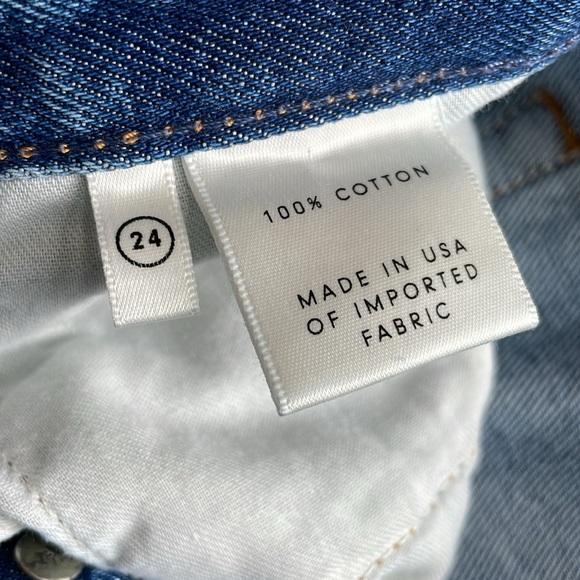 24
100% COTTON
MADE IN USA
OF IMPORTED
FABRIC